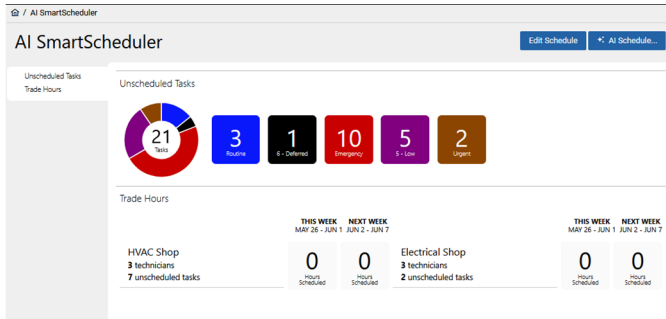 / AI SmartScheduler
AI SmartScheduler
Edit Schedule
AI Schedule...
Unscheduled Tasks
Trade Hours
Unscheduled Tasks
21
Tasks
3
Routine
1
6 - Deferred
10
Emergency
5
5 - Low
2
Urgent
Trade Hours
THIS WEEK NEXT WEEK
MAY 26 - JUN 1 JUN 2 - JUN 7
HVAC Shop
3 technicians
7 unscheduled tasks
0
Hours
Scheduled
0
Hours
Scheduled
THIS WEEK NEXT WEEK
MAY 26 - JUN 1 JUN 2 - JUN 7
Electrical Shop
3 technicians
2 unscheduled tasks
0
Hours
Scheduled
0
Hours
Scheduled